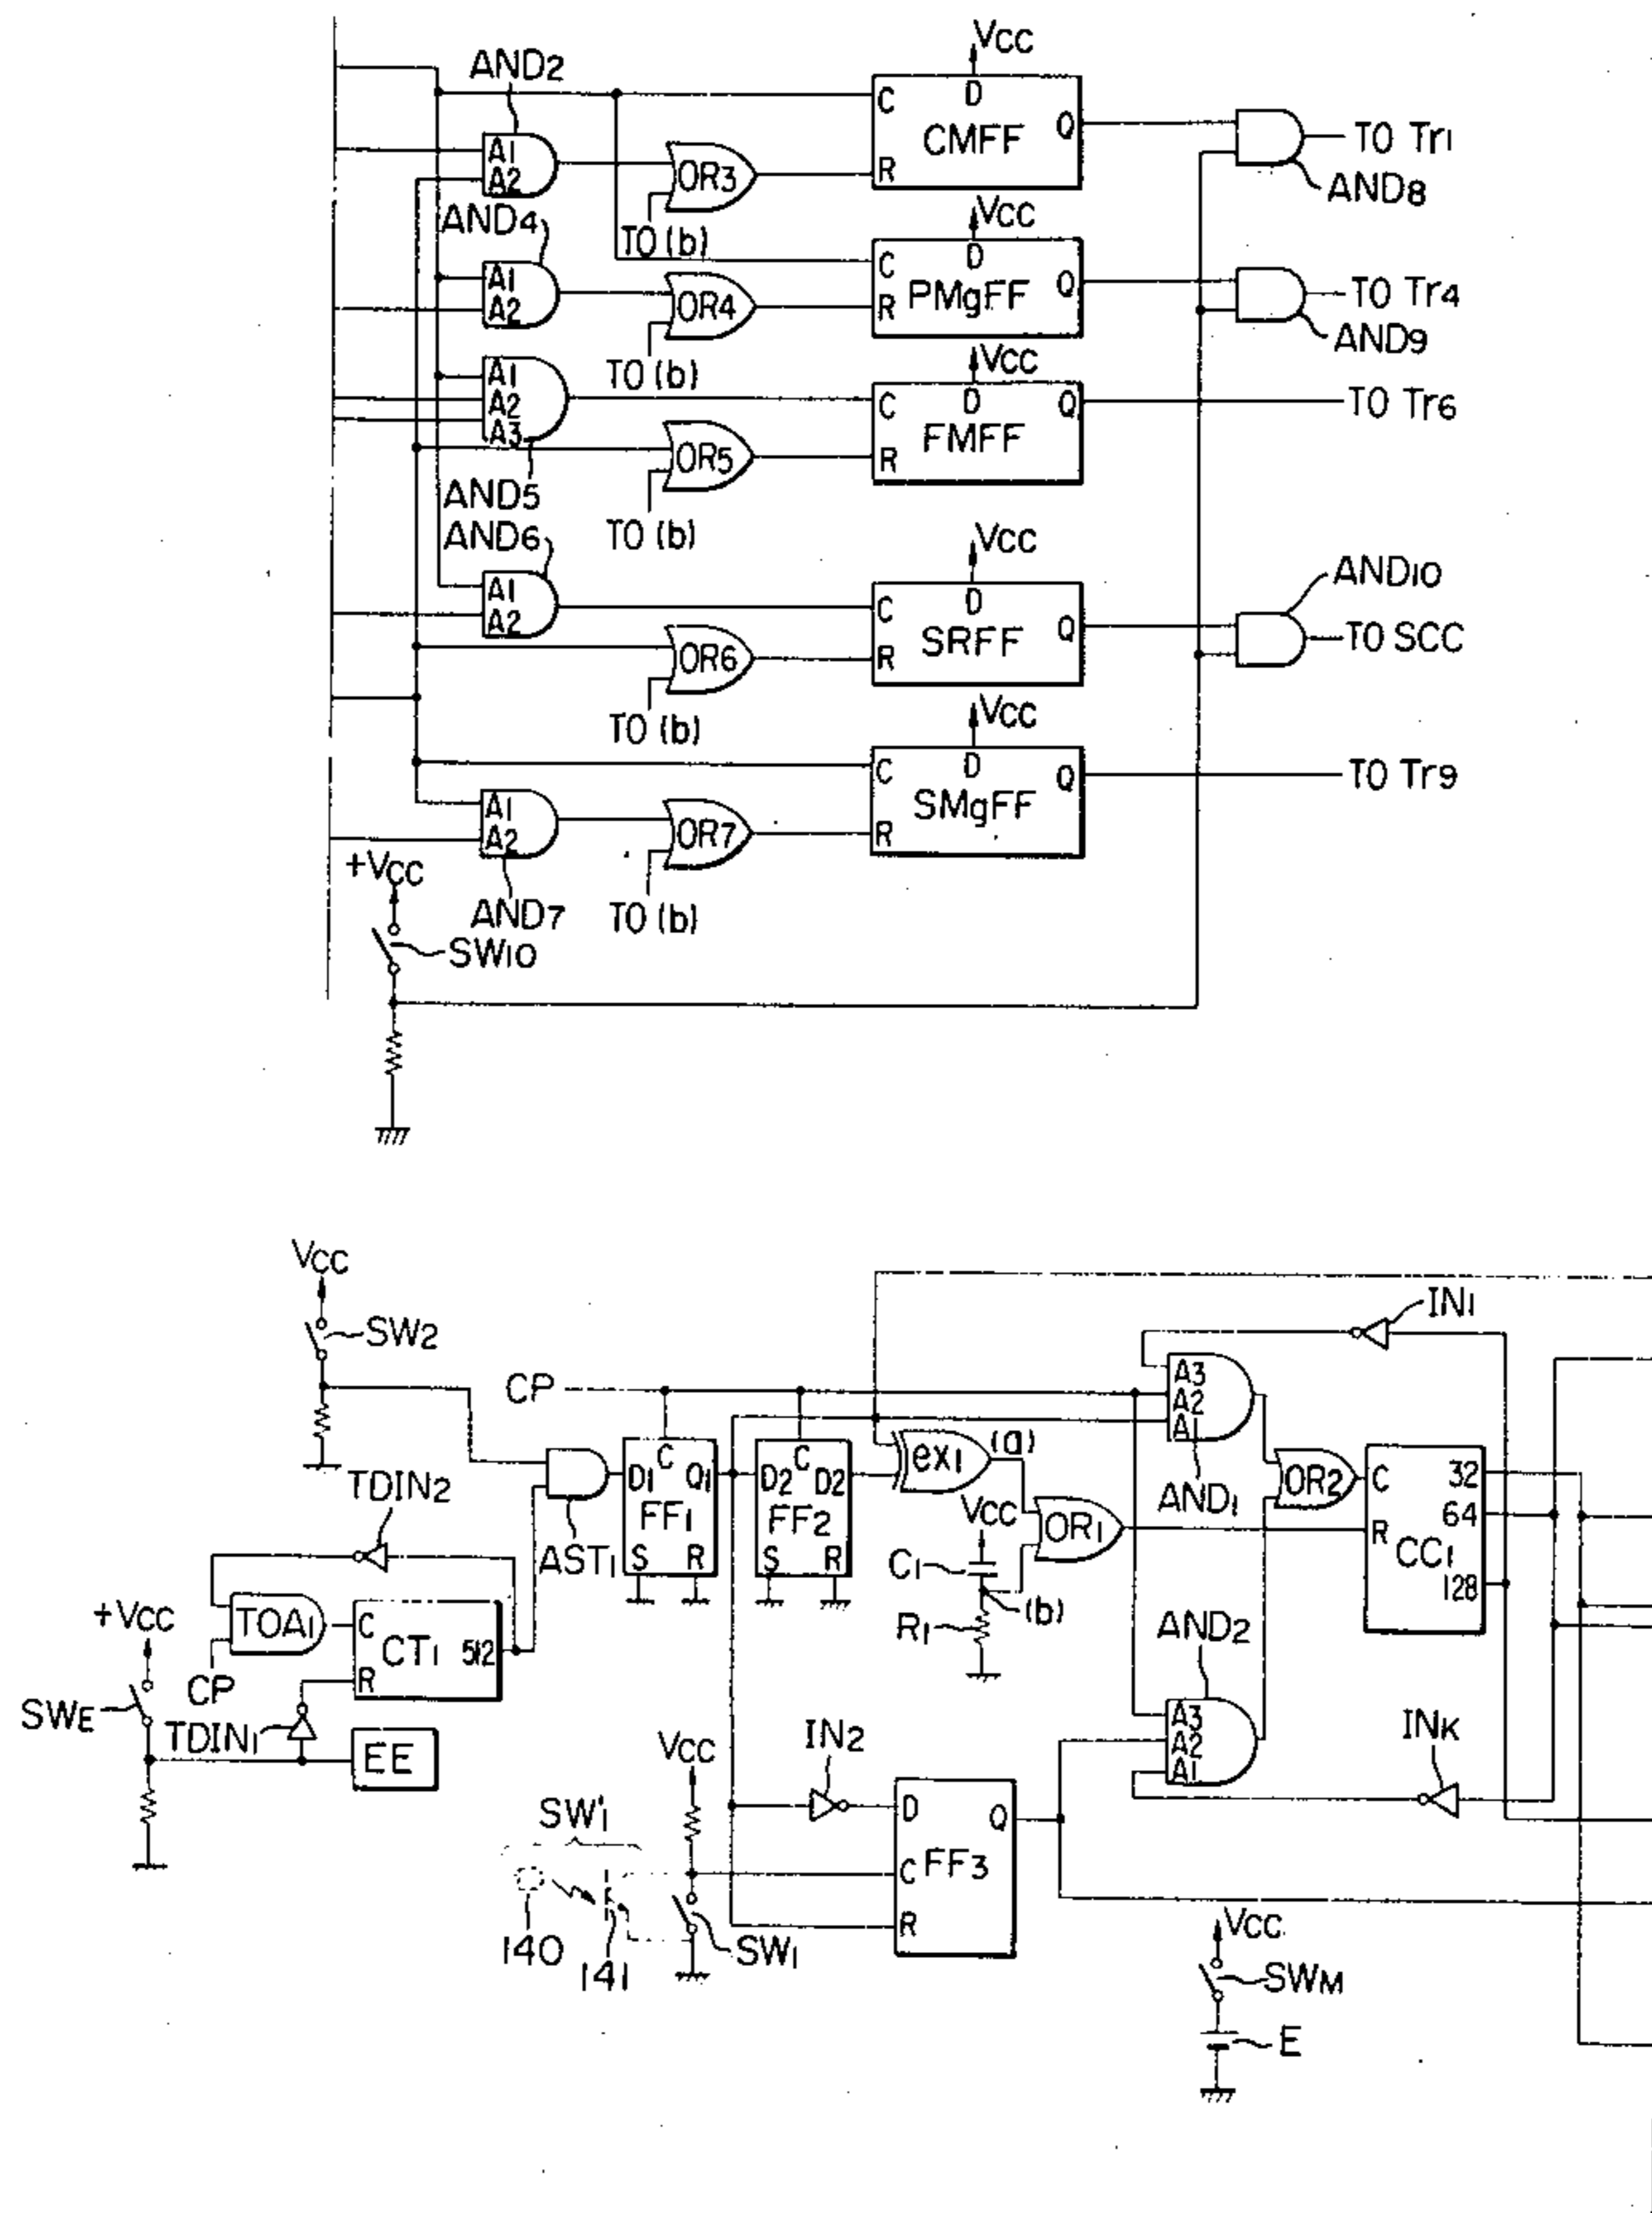 VCC
AND2
C D
CMFF Q
R
A1
A2
OR3
TO (b)
TO Tr1
AND8
VCC
AND4
C D
PMgFF Q
R
A1
A2
OR4
TO (b)
TO Tr4
AND9
VCC
A1
A2
A3
C D
FMFF Q
R
TO Tr6
OR5
AND5
TO (b)
AND6
VCC
AND10
A1
A2
C D
SRFF Q
R
OR6
TO SCC
TO (b)
VCC
C D
SMgFF Q
R
TO Tr9
A1
A2
OR7
+VCC
AND7
TO (b)
SW10
VCC
SW2
IN1
CP
A3
A2
A1
AND1
TDIN2
AST1
D1 C Q1
FF1
S R
D2 C D2
FF2
S R
ex1
(a)
VCC
C1
OR1
(b)
R1
OR2
C 32
64
R CC1
128
+VCC
TOA1
CP
C
CT1 512
R
SWE
TDIN1
EE
AND2
A3
A2
A1
INK
VCC
IN2
SW'1
D Q
C FF3
R
140
141
SW1
VCC
SWM
E